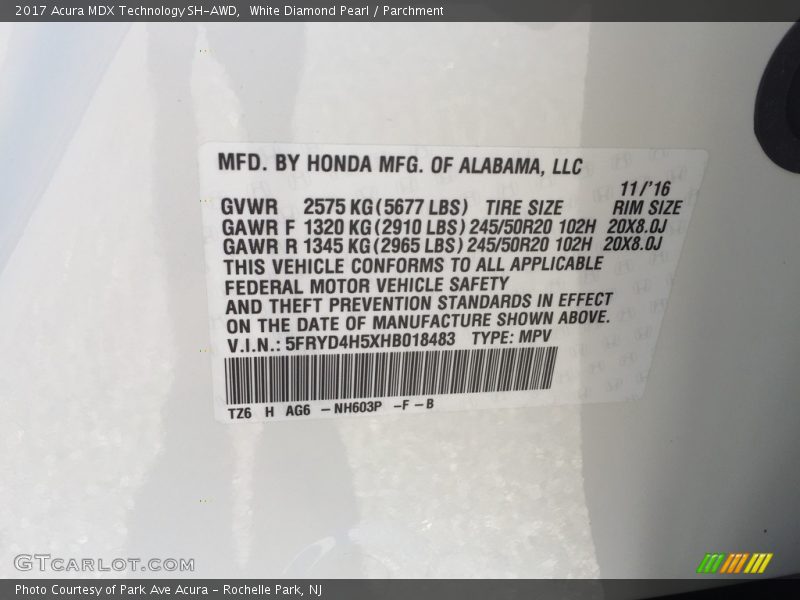 2017 Acura MDX Technology SH-AWD,  White Diamond Pearl / Parchment
MFD. BY HONDA MFG. OF ALABAMA, LLC
11/'16
GVWR 2575 KG(5677 LBS) TIRE SIZE RIM SIZE
GAWR F 1320 KG(2910 LBS) 245/50R20 102H 20X8.0J
GAWR R 1345 KG(2965 LBS) 245/50R20 102H 20X8.0J
THIS VEHICLE CONFORMS TO ALL APPLICABLE
FEDERAL MOTOR VEHICLE SAFETY
AND THEFT PREVENTION STANDARDS IN EFFECT
ON THE DATE OF MANUFACTURE SHOWN ABOVE.
V.I.N.: 5FRYD4H5XHB018483 TYPE: MPV
TZ6 H AG6 -NH603P -F-B
GTCARLOT.COM
Photo Courtesy of Park Ave Acura - Rochelle Park, NJ